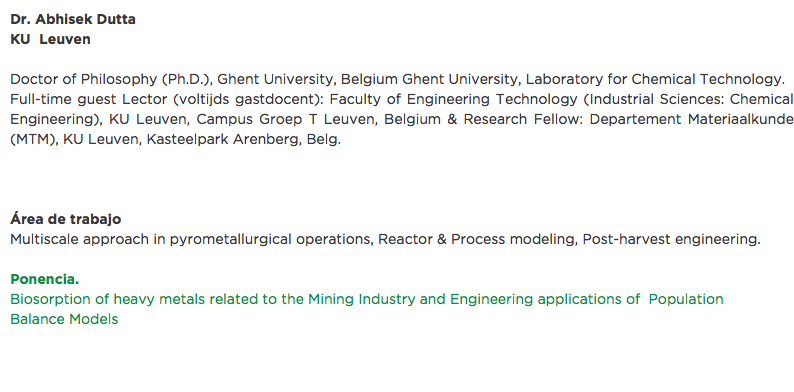 Dr. Abhisek Dutta
KU Leuven
Doctor of Philosophy (Ph.D.), Ghent University, Belgium Ghent University, Laboratory for Chemical Technology.
Full-time guest Lector (voltijds gastdocent): Faculty of Engineering Technology (Industrial Sciences: Chemical
Engineering), KU Leuven, Campus Groep T Leuven, Belgium & Research Fellow: Departement Materiaalkunde
(MTM), KU Leuven, Kasteelpark Arenberg, Belg.
Área de trabajo
Multiscale approach in pyrometallurgical operations, Reactor & Process modeling, Post-harvest engineering.
Ponencia.
Biosorption of heavy metals related to the Mining Industry and Engineering applications of Population
Balance Models